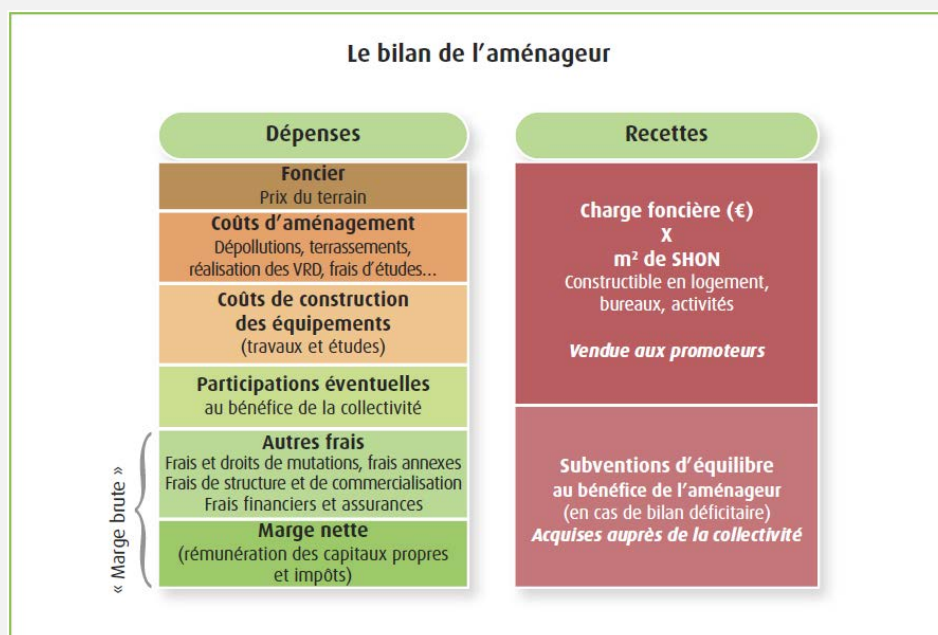 Le bilan de l’aménageur
Dépenses
Foncier
Prix du terrain
Coûts d’aménagement
Dépollutions, terrassements,
réalisation des VRD, frais d’études…
Coûts de construction
des équipements
(travaux et études)
Participations éventuelles
au bénéfice de la collectivité
« Marge brute »
Autres frais
Frais et droits de mutations, frais annexes
Frais de structure et de commercialisation
Frais financiers et assurances
Marge nette
(rémunération des capitaux propres
et impôts)
Recettes
Charge foncière (€)
X
m² de SHON
Constructible en logement,
bureaux, activités
Vendue aux promoteurs
Subventions d’équilibre
au bénéfice de l’aménageur
(en cas de bilan déficitaire)
Acquises auprès de la collectivité